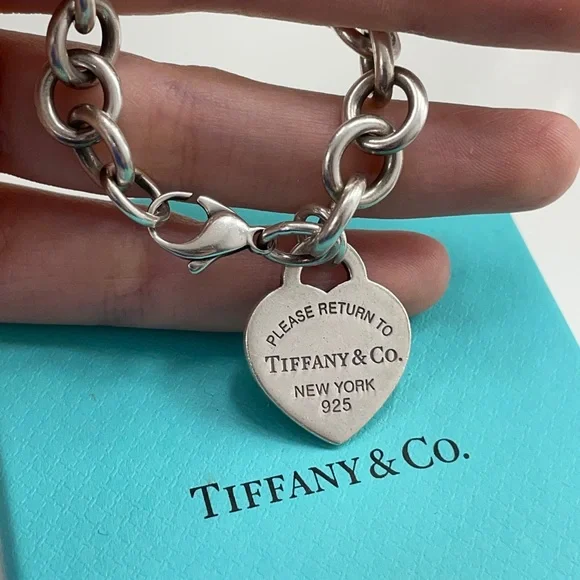 PLEASE RETURN TO
TIFFANY & CO.
NEW YORK
925
TIFFANY & CO.